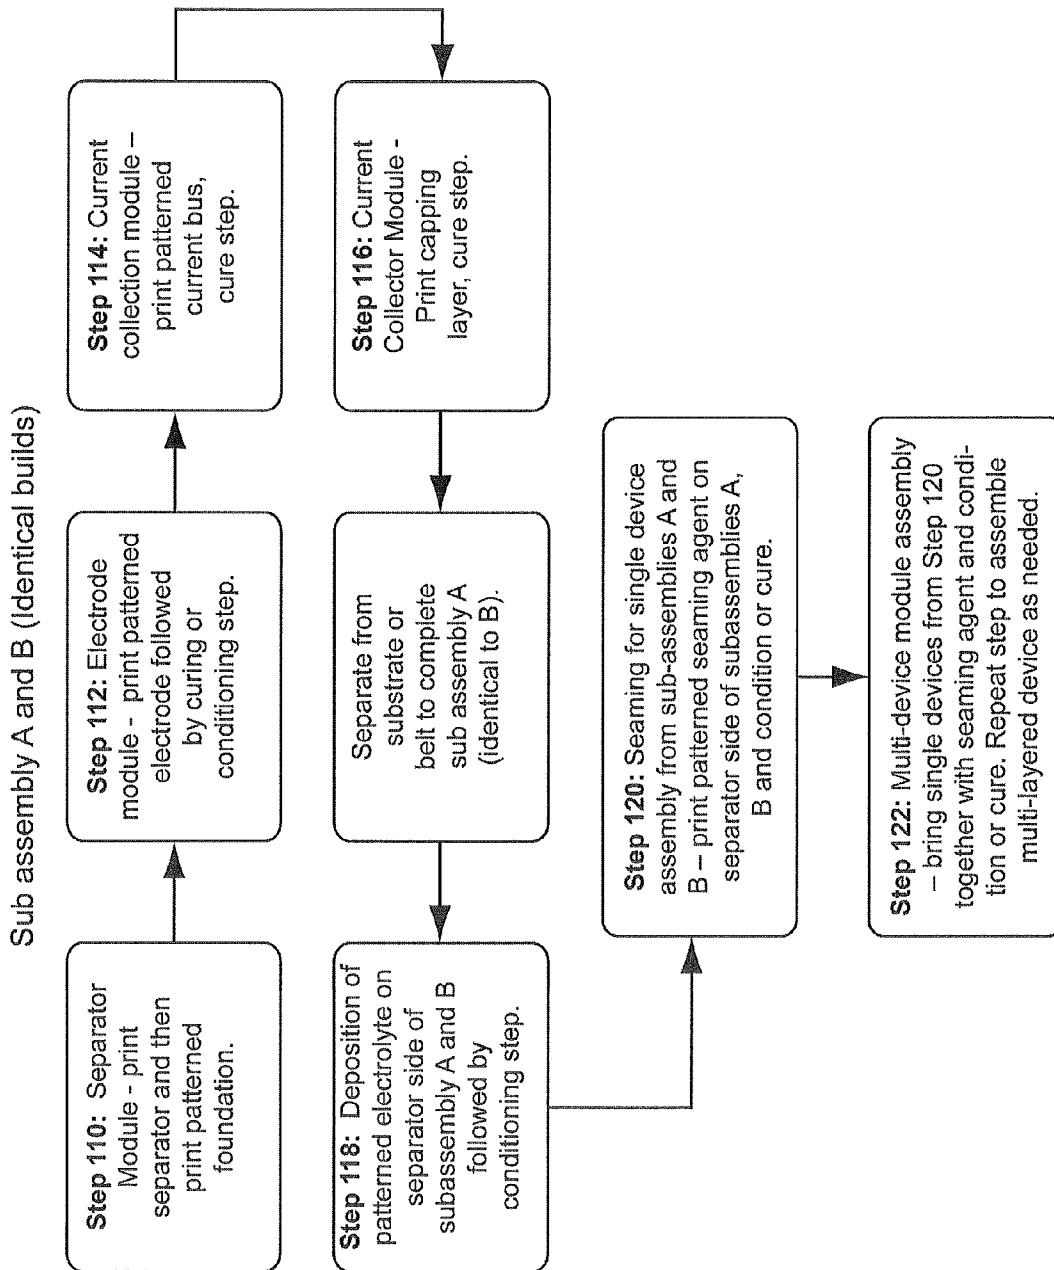 Sub assembly A and B (Identical builds)
Step 110: Separator
Module - print
separator and then
print patterned
foundation.
Step 112: Electrode
module - print patterned
electrode followed
by curing or
conditioning step.
Step 114: Current
collection module –
print patterned
current bus,
cure step.
Step 116: Current
Collector Module -
Print capping
layer, cure step.
Separate from
substrate or
belt to complete
sub assembly A
(identical to B).
Step 118: Deposition of
patterned electrolyte on
separator side of
subassembly A and B
followed by
conditioning step.
Step 120: Seaming for single device
assembly from sub-assemblies A and
B – print patterned seaming agent on
separator side of subassemblies A,
B and condition or cure.
Step 122: Multi-device module assembly
– bring single devices from Step 120
together with seaming agent and condi-
tion or cure. Repeat step to assemble
multi-layered device as needed.